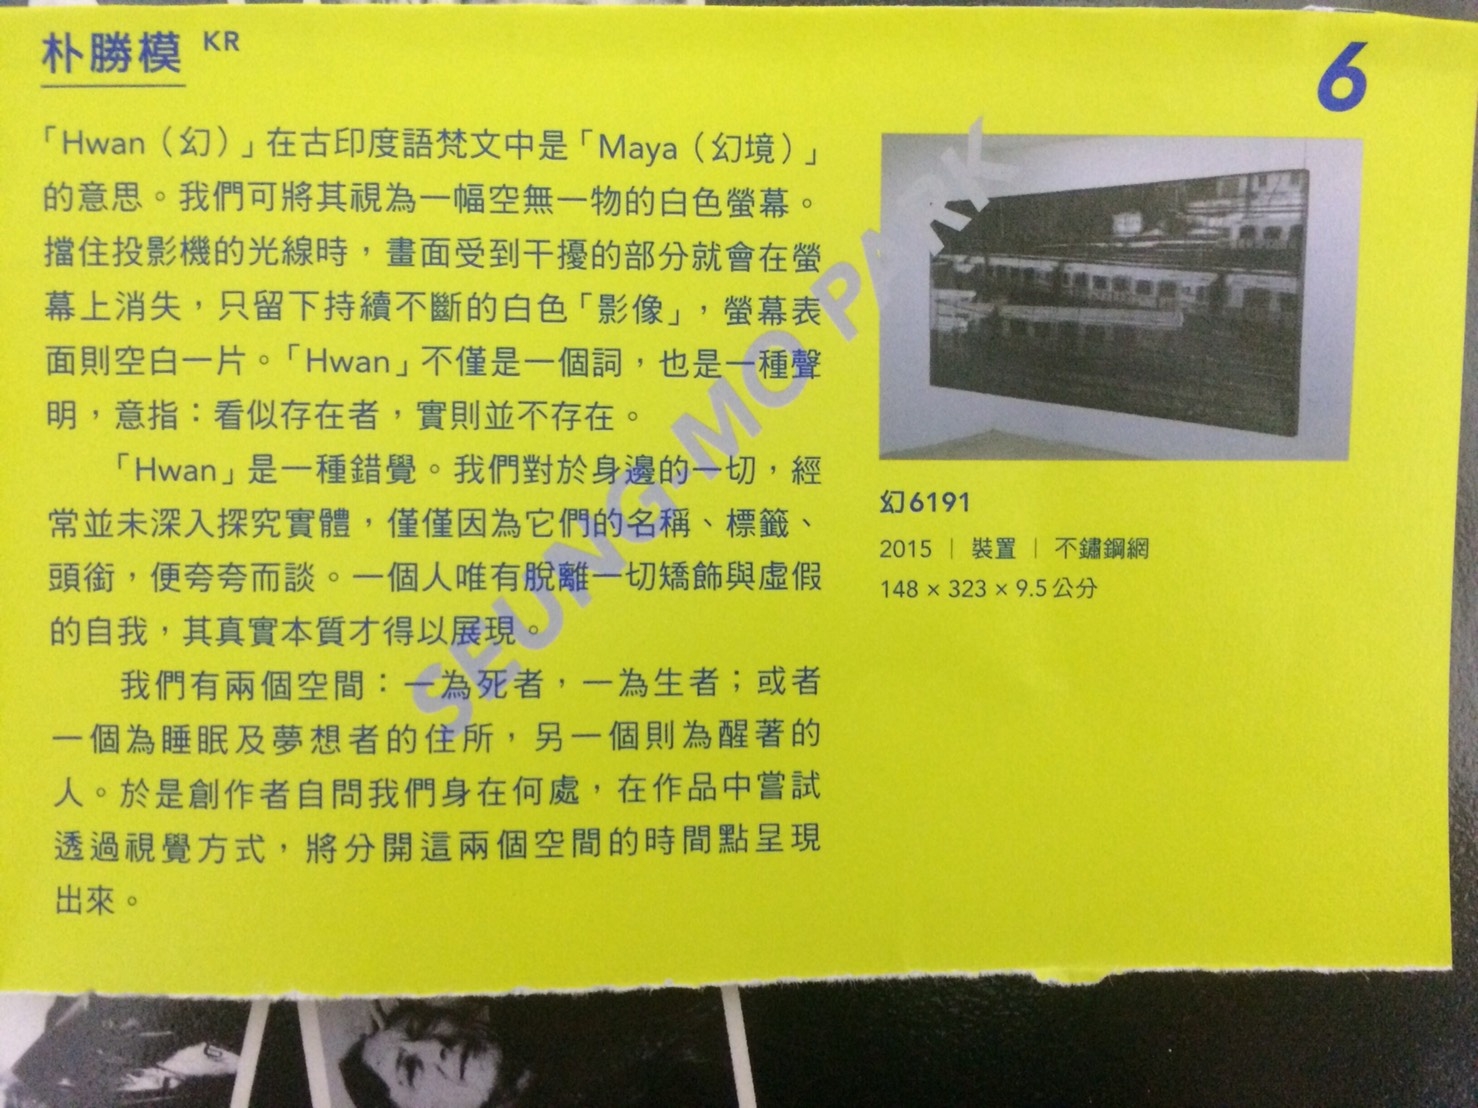 朴勝模 KR
6
「Hwan（幻）」在古印度語梵文中是「Maya（幻境）」
的意思。我們可將其視為一幅空無一物的白色螢幕。
擋住投影機的光線時，畫面受到干擾的部分就會在螢
幕上消失，只留下持續不斷的白色「影像」，螢幕表
面則空白一片。「Hwan」不僅是一個詞，也是一種聲
明，意指：看似存在者，實則並不存在。
「Hwan」是一種錯覺。我們對於身邊的一切，經
常並未深入探究實體，僅僅因為它們的名稱、標籤、
頭銜，便夸夸而談。一個人唯有脫離一切矯飾與虛假
的自我，其真實本質才得以展現。
我們有兩個空間：一為死者，一為生者；或者
一個為睡眠及夢想者的住所，另一個則為醒著的
人。於是創作者自問我們身在何處，在作品中嘗試
透過視覺方式，將分開這兩個空間的時間點呈現
出來。
SEUNG-MO PARK
幻6191
2015 | 裝置 | 不鏽鋼網
148 × 323 × 9.5公分